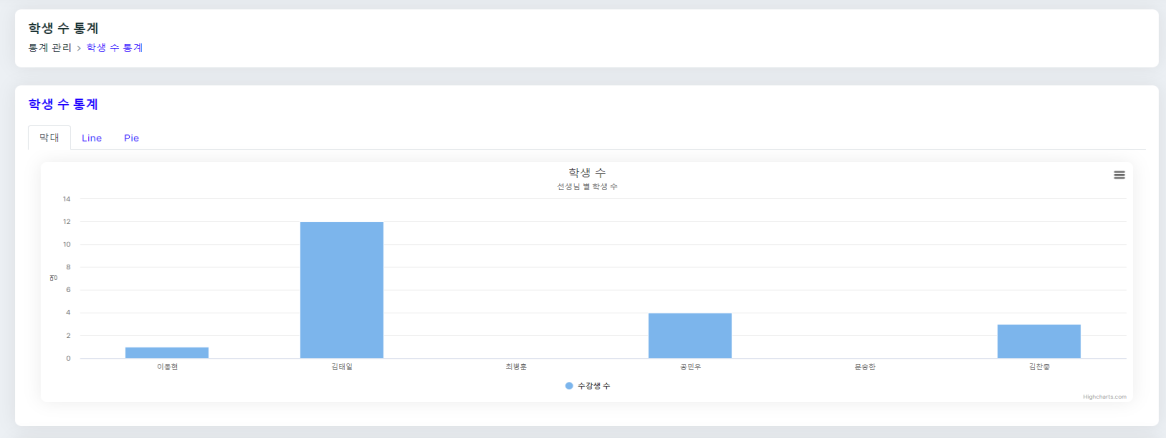 학생 수 통계
통계 관리 > 학생 수 통계
학생 수 통계
막대 Line Pie
학생 수
선생님 별 학생 수
14
12
10
8
6
4
2
0
명
이종현 김태일 최병훈 공민우 윤승한 김찬중
수강생 수
Highcharts.com